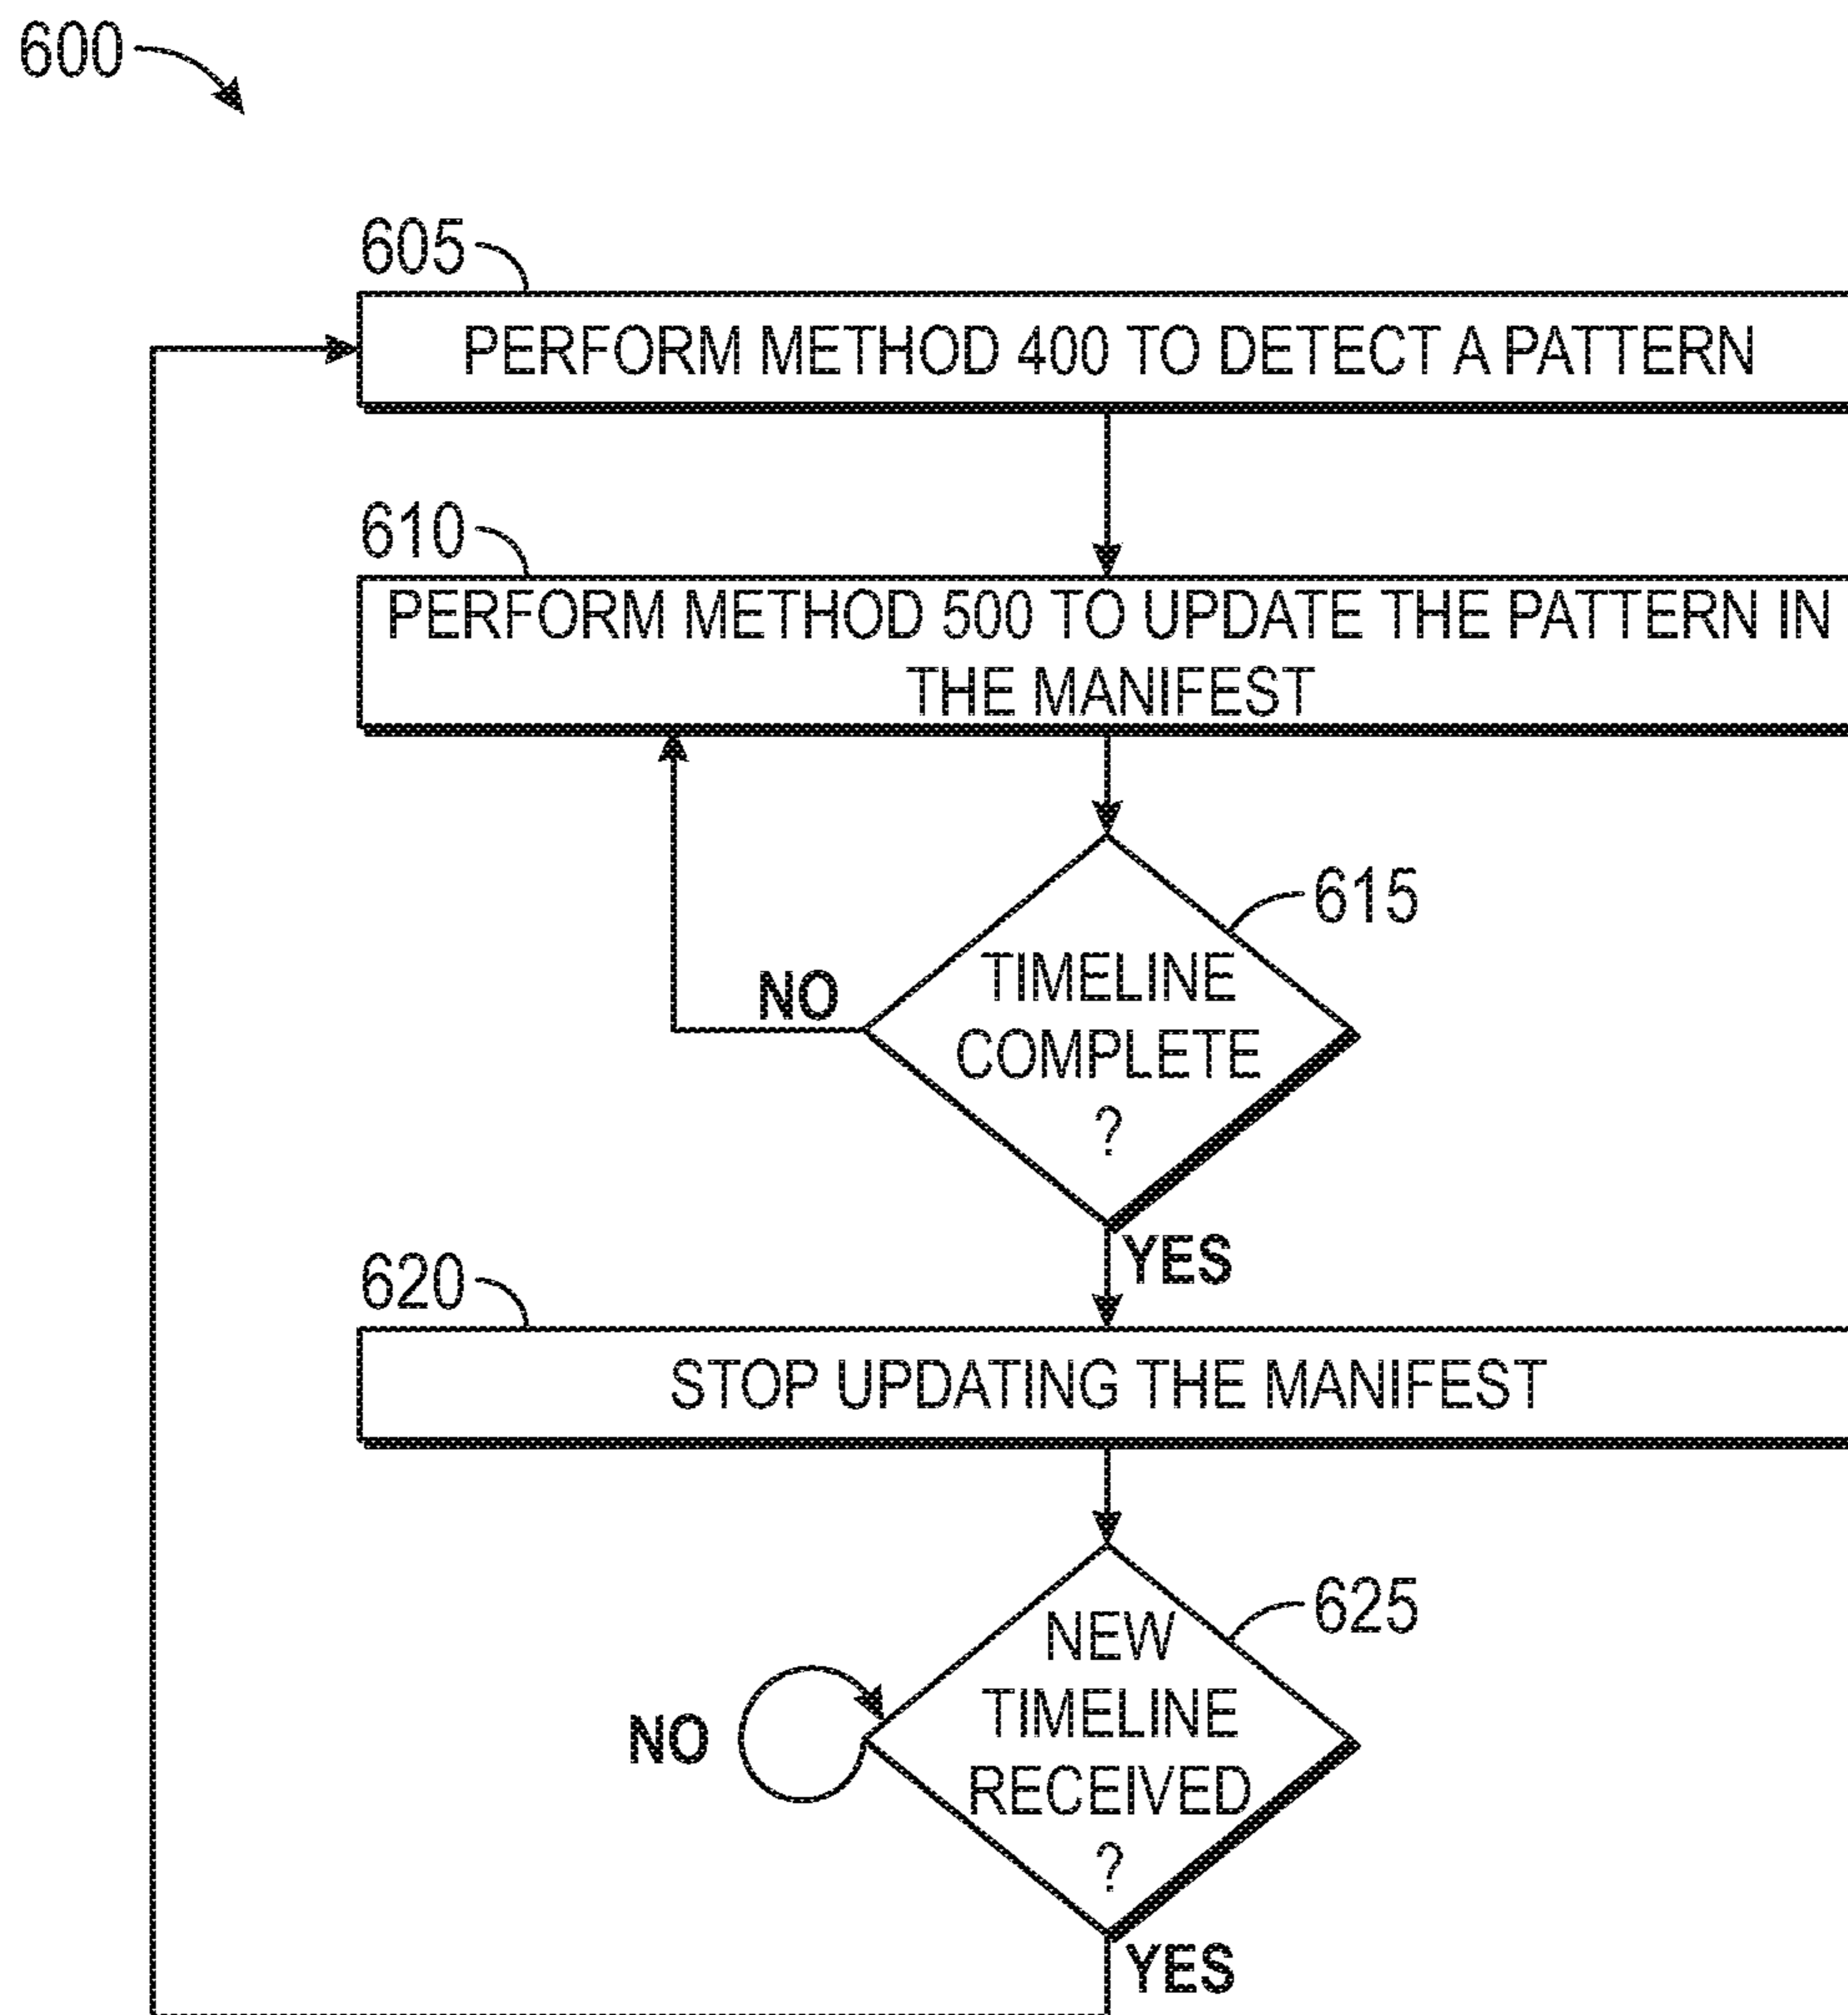 600
605
PERFORM METHOD 400 TO DETECT A PATTERN
610
PERFORM METHOD 500 TO UPDATE THE PATTERN IN
THE MANIFEST
615
TIMELINE
COMPLETE
?
NO
YES
620
STOP UPDATING THE MANIFEST
625
NEW
TIMELINE
RECEIVED
?
NO
YES